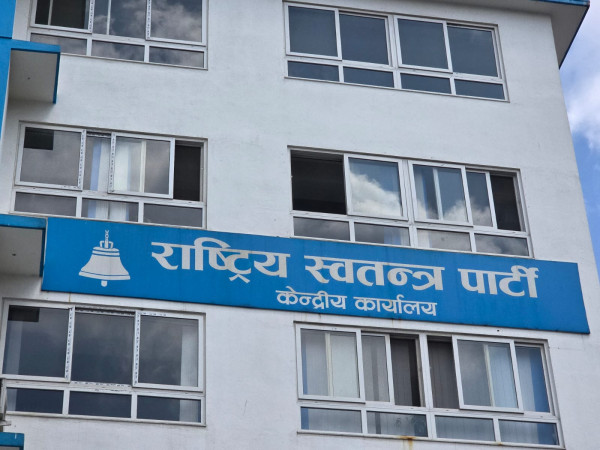 राष्ट्रिय स्वतन्त्र पार्टी
केन्द्रीय कार्यालय